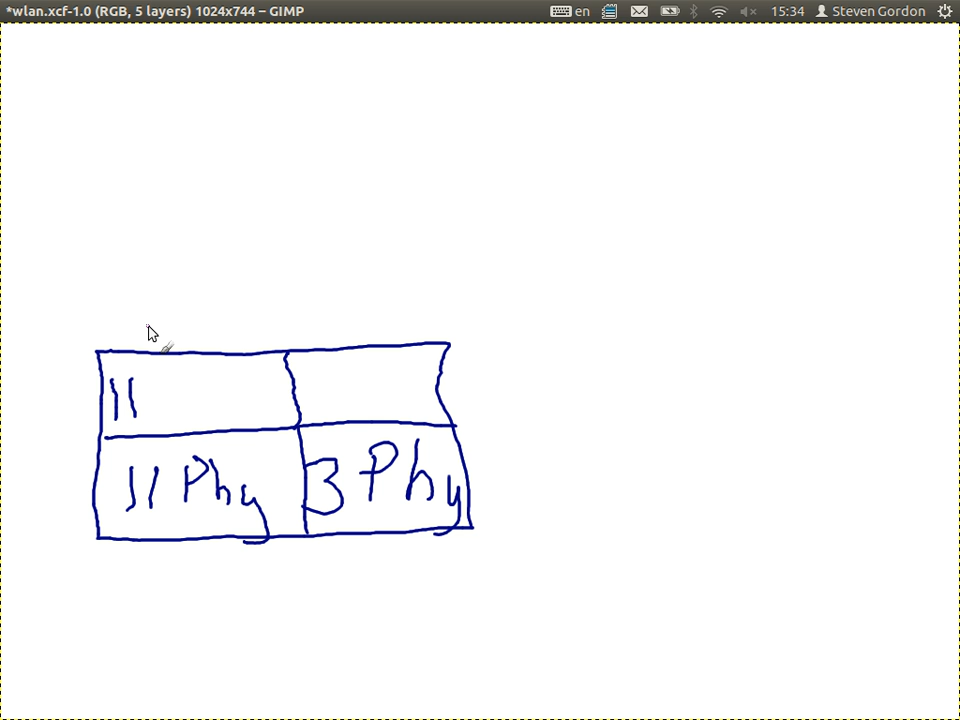 *wlan.xcf-1.0 (RGB, 5 layers) 1024x744 – GIMP en 15:34 Steven Gordon
11
11 Phy 3 Phy